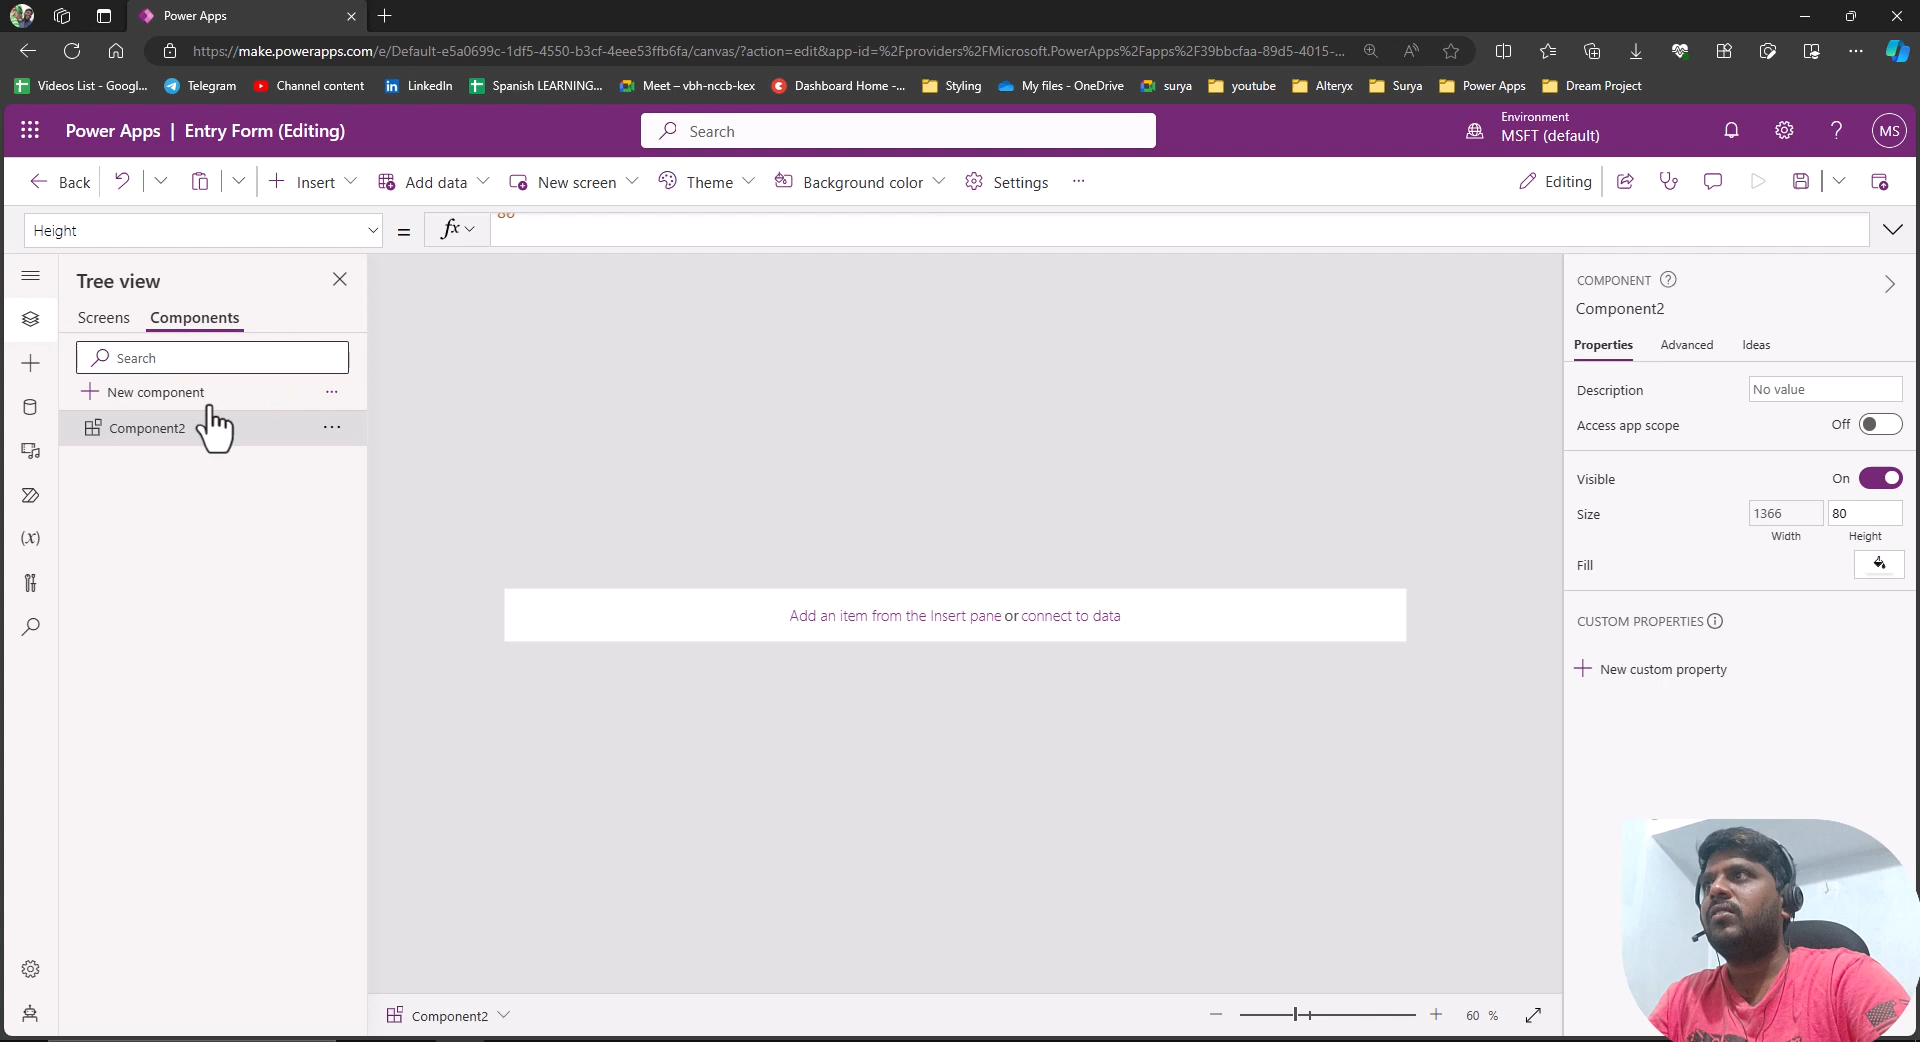 Power Apps
https://make.powerapps.com/e/Default-e5a0699c-1df5-4550-b3cf-4eee53ffb6fa/canvas/?action=edit&app-id=%2Fproviders%2FMicrosoft.PowerApps%2Fapps%2F39bbcfaa-89d5-4015-...
Videos List - Googl... Telegram Channel content LinkedIn Spanish LEARNING... Meet – vbh-nccb-kex Dashboard Home -... Styling My files - OneDrive surya youtube Alteryx Surya Power Apps Dream Project
Power Apps | Entry Form (Editing)
Search
Environment
MSFT (default)
MS
Back Insert Add data New screen Theme Background color Settings ... Editing
Height = fx 80
Tree view
Screens Components
Search
New component ...
Component2 ...
Add an item from the Insert pane or connect to data
COMPONENT
Component2
Properties Advanced Ideas
Description No value
Access app scope Off
Visible On
Size 1366 80
Width Height
Fill
CUSTOM PROPERTIES
New custom property
Component2
60 %